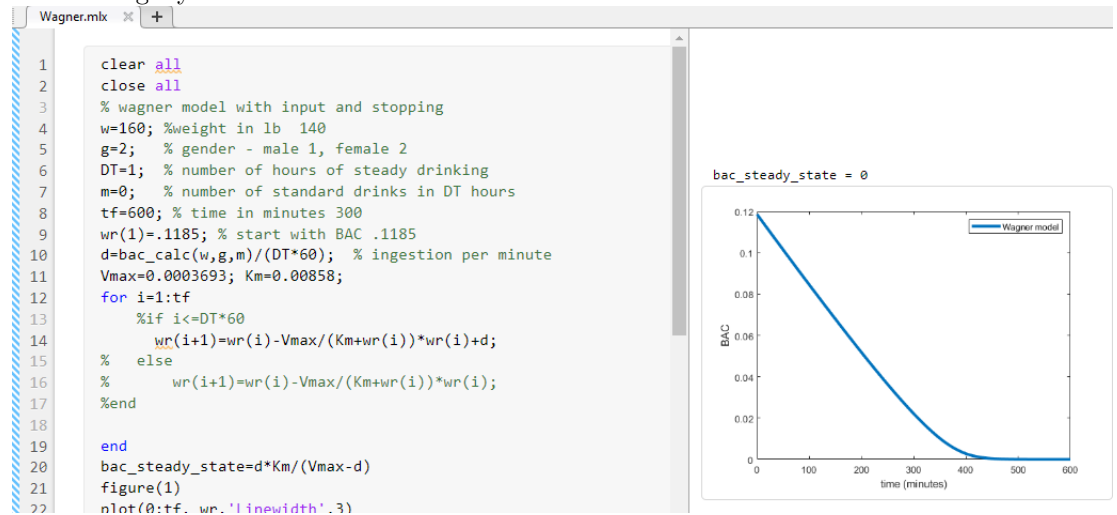 Wagner.mlx × +
1 clear all
2 close all
3 % wagner model with input and stopping
4 w=160; %weight in lb  140
5 g=2;   % gender - male 1, female 2
6 DT=1;  % number of hours of steady drinking
7 m=0;   % number of standard drinks in DT hours
8 tf=600; % time in minutes 300
9 wr(1)=.1185; % start with BAC .1185
10 d=bac_calc(w,g,m)/(DT*60);  % ingestion per minute
11 Vmax=0.0003693; Km=0.00858;
12 for i=1:tf
13     %if i<=DT*60
14       wr(i+1)=wr(i)-Vmax/(Km+wr(i))*wr(i)+d;
15 %   else
16 %       wr(i+1)=wr(i)-Vmax/(Km+wr(i))*wr(i);
17 %end
18
19 end
20 bac_steady_state=d*Km/(Vmax-d)
21 figure(1)
22 plot(0:tf, wr,'Linewidth',3)
bac_steady_state = 0
Wagner model
0.12
0.1
0.08
0.06
0.04
0.02
0
BAC
0 100 200 300 400 500 600
time (minutes)